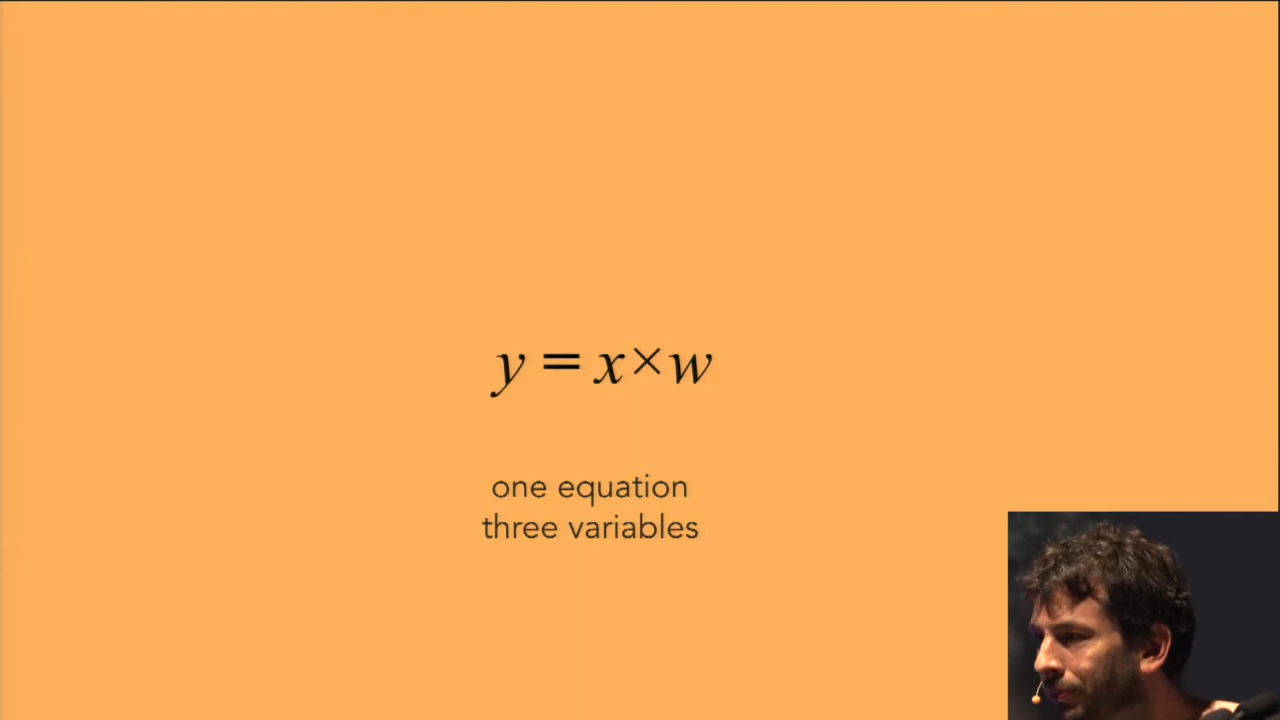 y = x×w
one equation
three variables